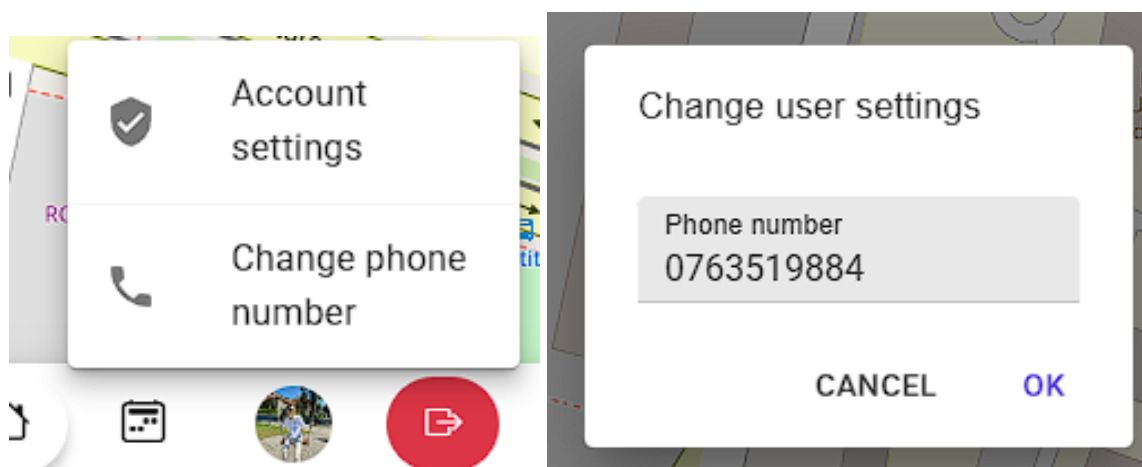 Account
settings
Change phone
number
Change user settings
Phone number
0763519884
CANCEL
OK